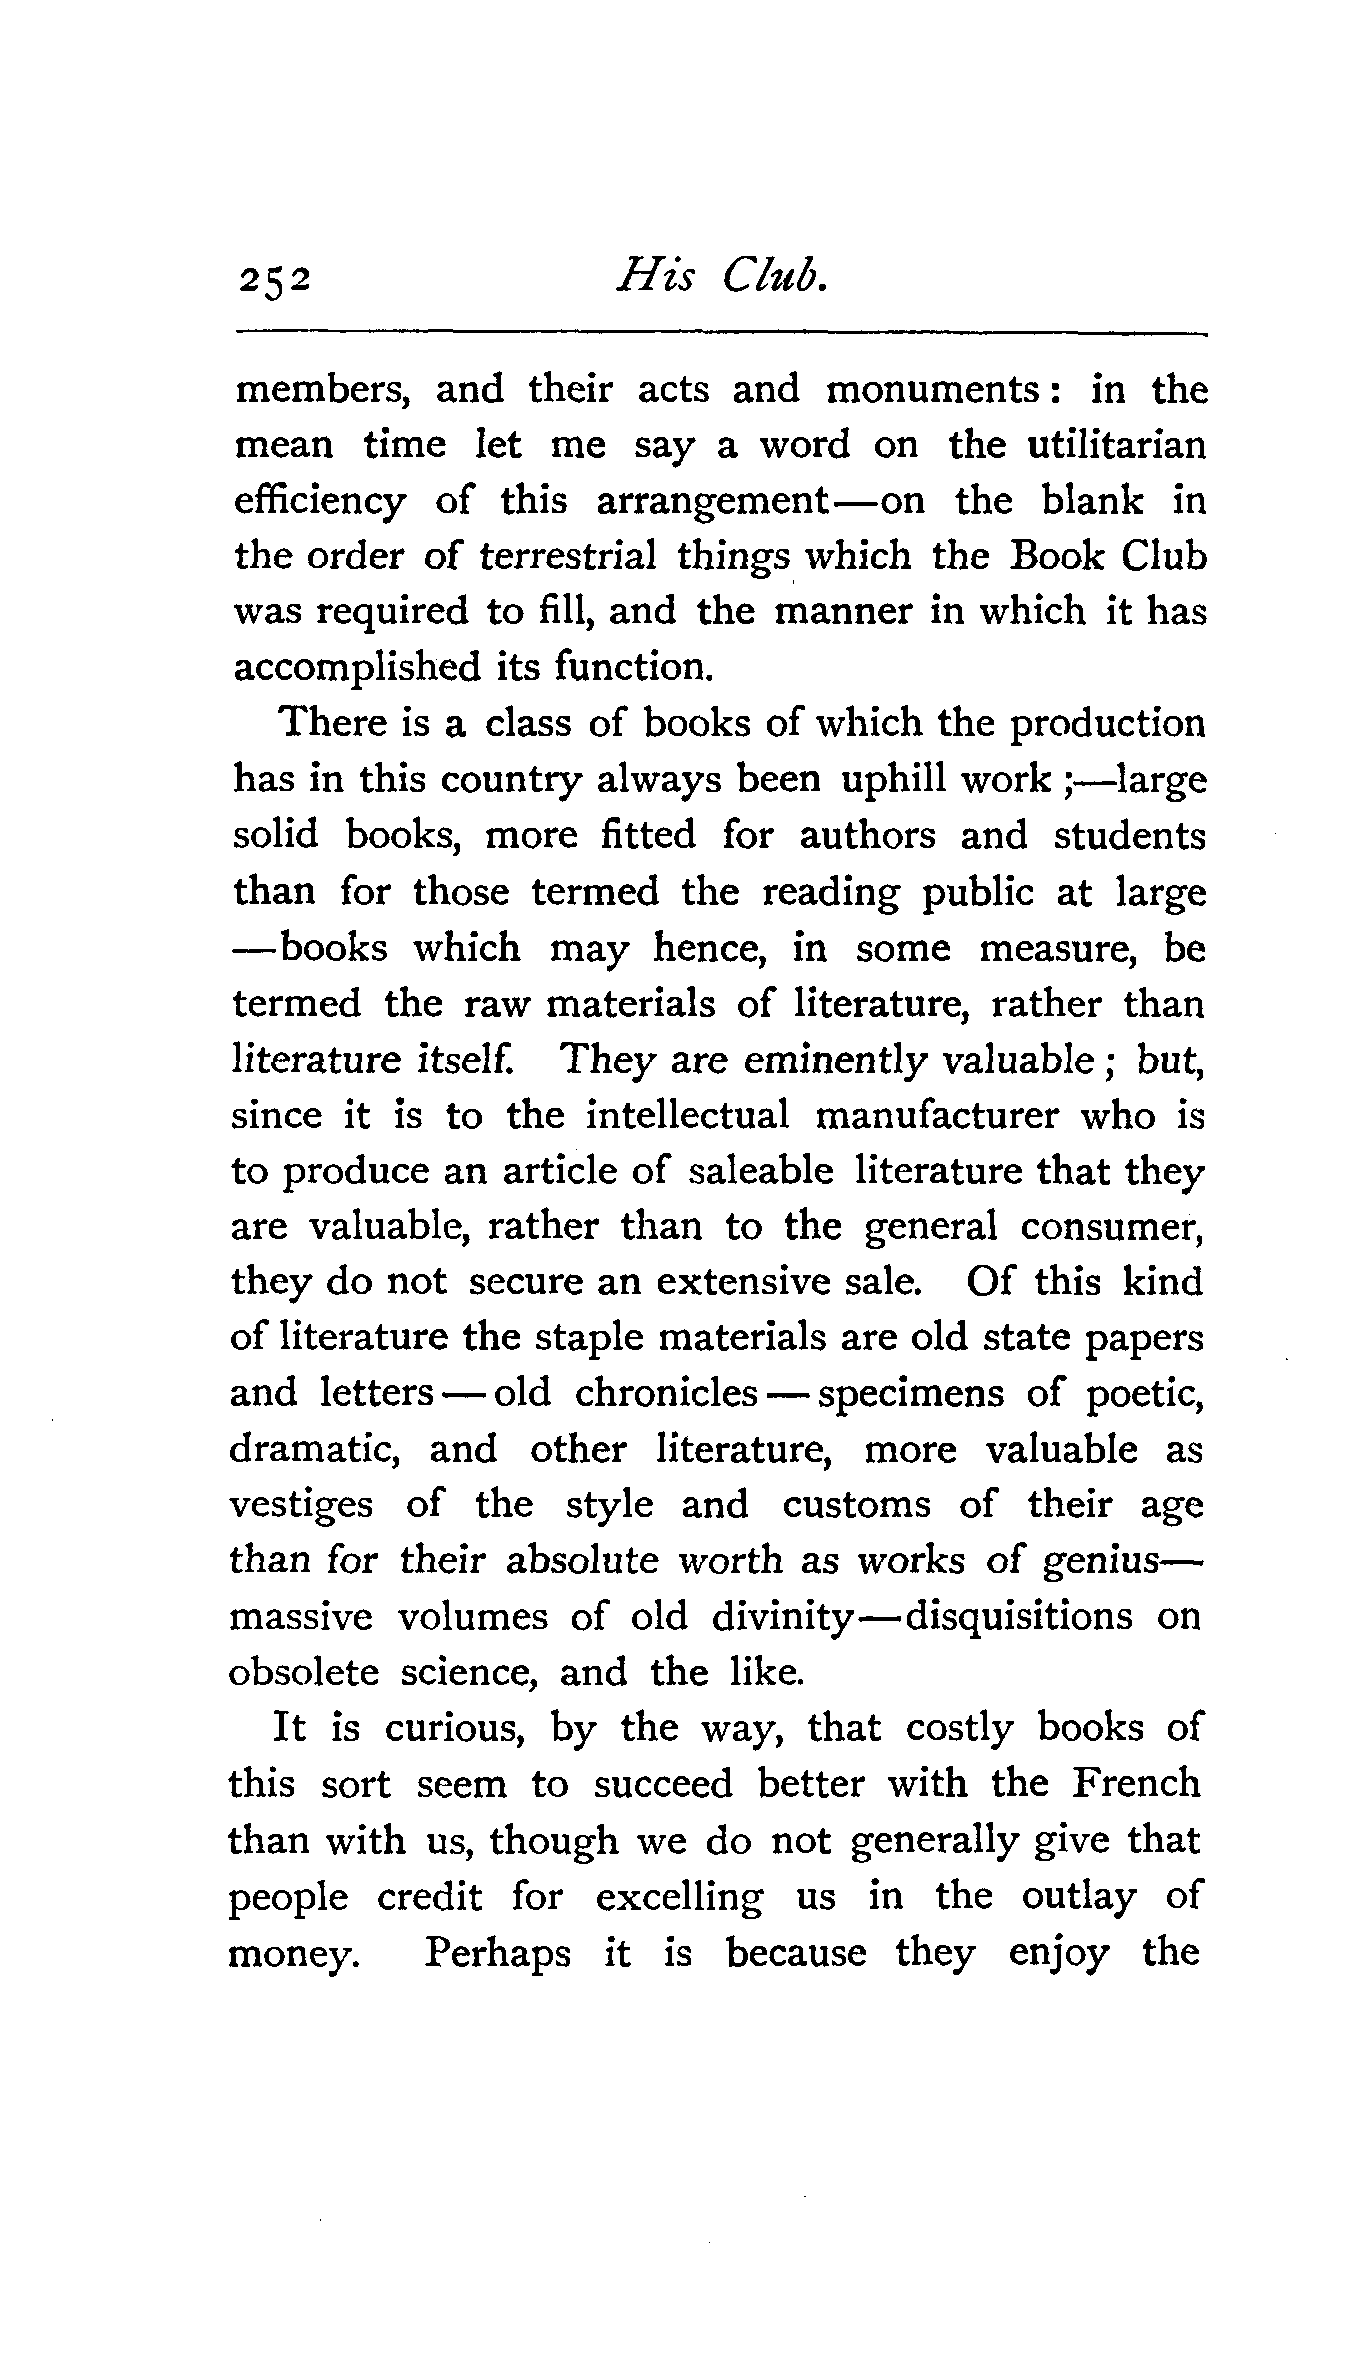 252 His Club.
members, and their acts and monuments : in the
mean time let me say a word on the utilitarian
efficiency of this arrangement—on the blank in
the order of terrestrial things which the Book Club
was required to fill, and the manner in which it has
accomplished its function.
There is a class of books of which the production
has in this country always been uphill work ;—large
solid books, more fitted for authors and students
than for those termed the reading public at large
—books which may hence, in some measure, be
termed the raw materials of literature, rather than
literature itself. They are eminently valuable ; but,
since it is to the intellectual manufacturer who is
to produce an article of saleable literature that they
are valuable, rather than to the general consumer,
they do not secure an extensive sale. Of this kind
of literature the staple materials are old state papers
and letters — old chronicles — specimens of poetic,
dramatic, and other literature, more valuable as
vestiges of the style and customs of their age
than for their absolute worth as works of genius—
massive volumes of old divinity—disquisitions on
obsolete science, and the like.
It is curious, by the way, that costly books of
this sort seem to succeed better with the French
than with us, though we do not generally give that
people credit for excelling us in the outlay of
money. Perhaps it is because they enjoy the